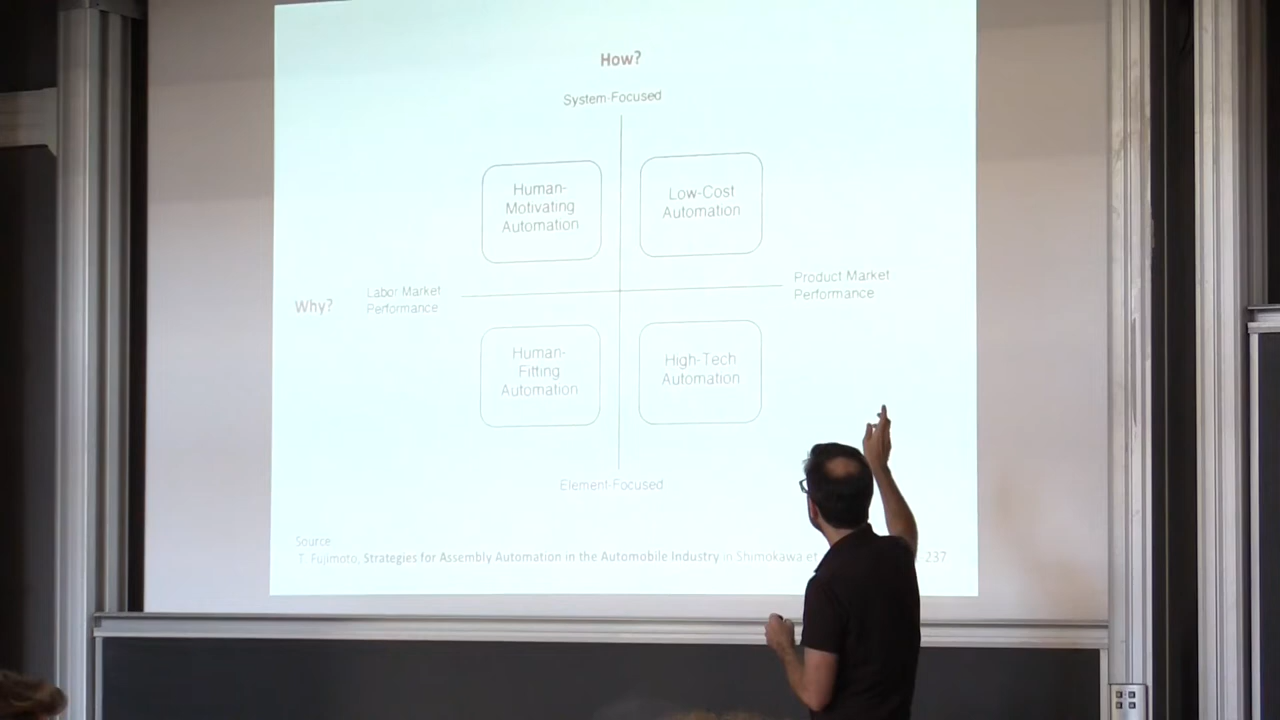 How?
System-Focused
Human-
Motivating
Automation
Low-Cost
Automation
Why?
Labor Market
Performance
Product Market
Performance
Human-
Fitting
Automation
High-Tech
Automation
Element-Focused
Source
T. Fujimoto, Strategies for Assembly Automation in the Automobile Industry in Shimokawa et 237